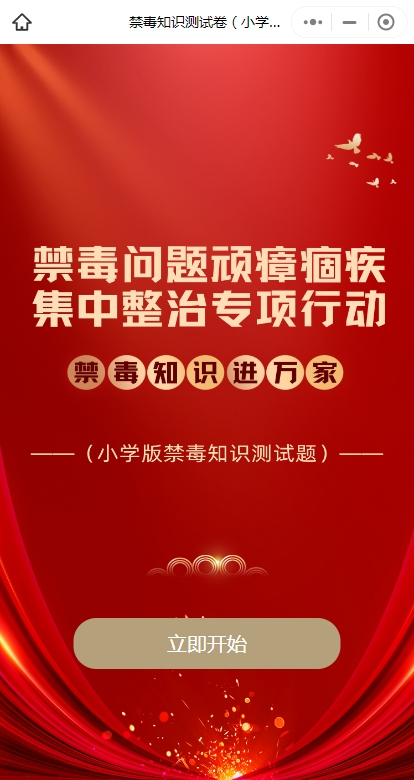 禁毒知识测试卷（小学...
禁毒问题顽瘴痼疾
集中整治专项行动
禁毒知识进万家
——（小学版禁毒知识测试题）——
立即开始